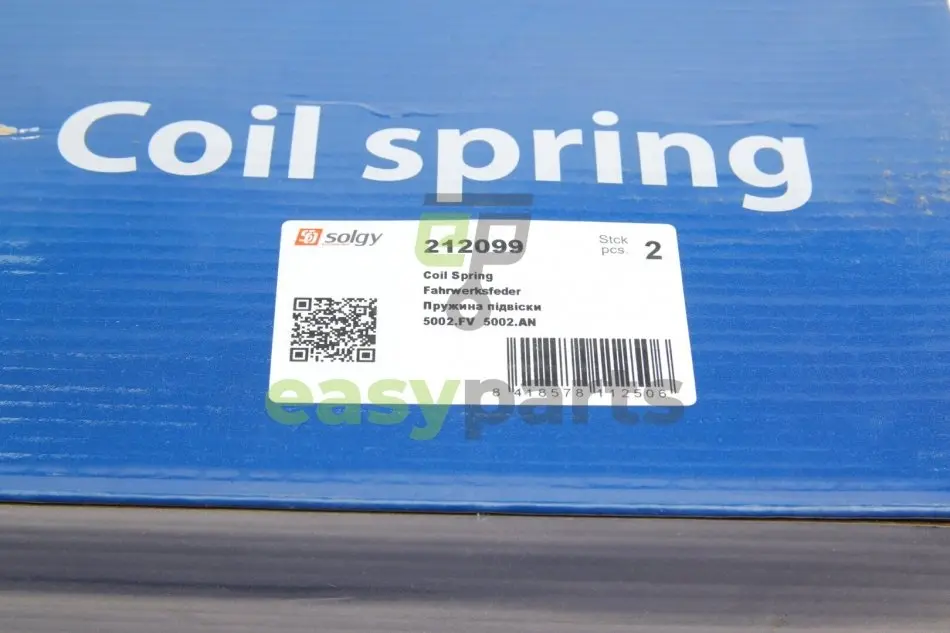 Coil spring
solgy
212099
Stck
pcs.
2
Coil Spring
Fahrwerksfeder
Пружина підвіски
5002.FV 5002.AN
8 418578 112506
easyparts